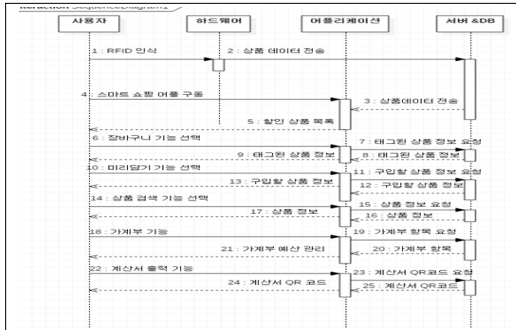 SequenceDiagram1
사용자
하드웨어
어플리케이션
서버 &DB
1 : RFID 인식
2 : 상품 데이터 전송
3 : 상품데이터 전송
4 : 스마트 쇼핑 어플 구동
5 : 할인 상품 목록
6 : 장바구니 기능 선택
7 : 태그된 상품 정보 요청
8 : 태그된 상품 정보
9 : 태그된 상품 정보
10 : 미리담기 기능 선택
11 : 구입할 상품 정보 요청
12 : 구입할 상품 정보
13 : 구입할 상품 정보
14 : 상품 검색 기능 선택
15 : 상품 정보 요청
16 : 상품 정보
17 : 상품 정보
18 : 가계부 기능
19 : 가계부 항목 요청
20 : 가계부 항목
21 : 가계부 예산 관리
22 : 계산서 출력 기능
23 : 계산서 QR코드 요청
24 : 계산서 QR 코드
25 : 계산서 QR코드